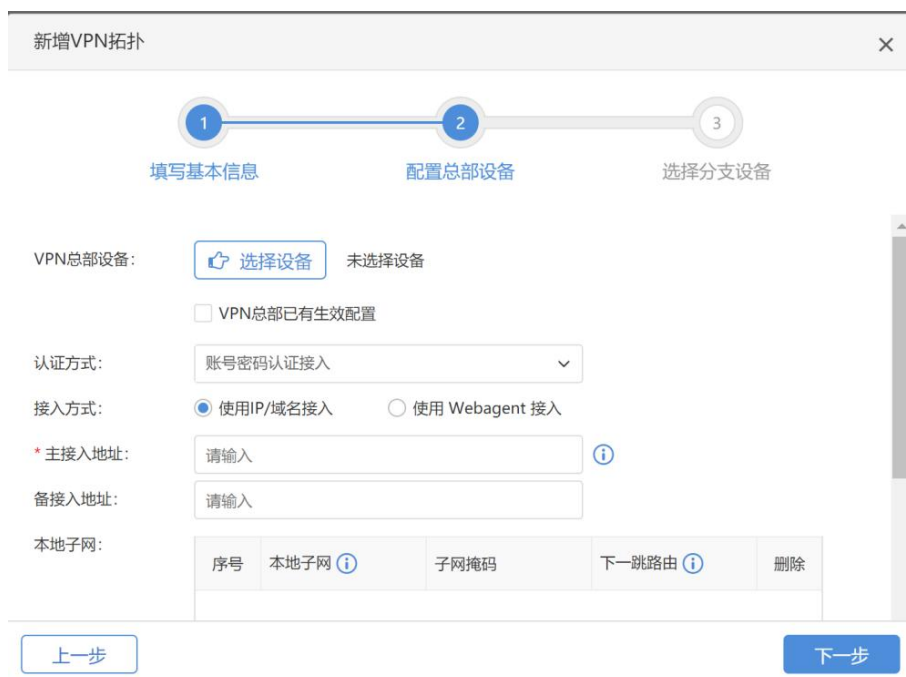 新增VPN拓扑
1 2 3
填写基本信息 配置总部设备 选择分支设备
VPN总部设备: 选择设备 未选择设备
VPN总部已有生效配置
认证方式: 账号密码认证接入
接入方式: 使用IP/域名接入 使用 Webagent 接入
* 主接入地址: 请输入
备接入地址: 请输入
本地子网:
序号 本地子网 子网掩码 下一跳路由 删除
上一步 下一步